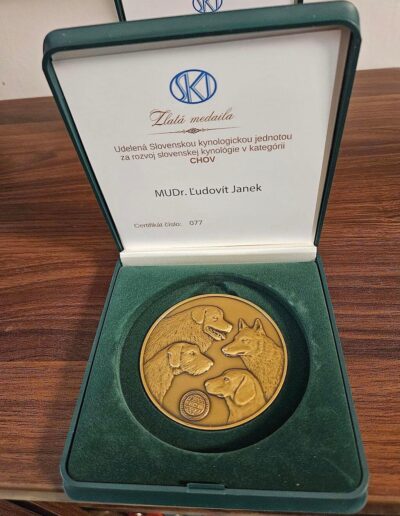 SKJ
Zlatá medaila
Udelená Slovenskou kynologickou jednotou
za rozvoj slovenskej kynológie v kategórii
CHOV
MUDr. Ľudovít Janek
Certifikát číslo: 077